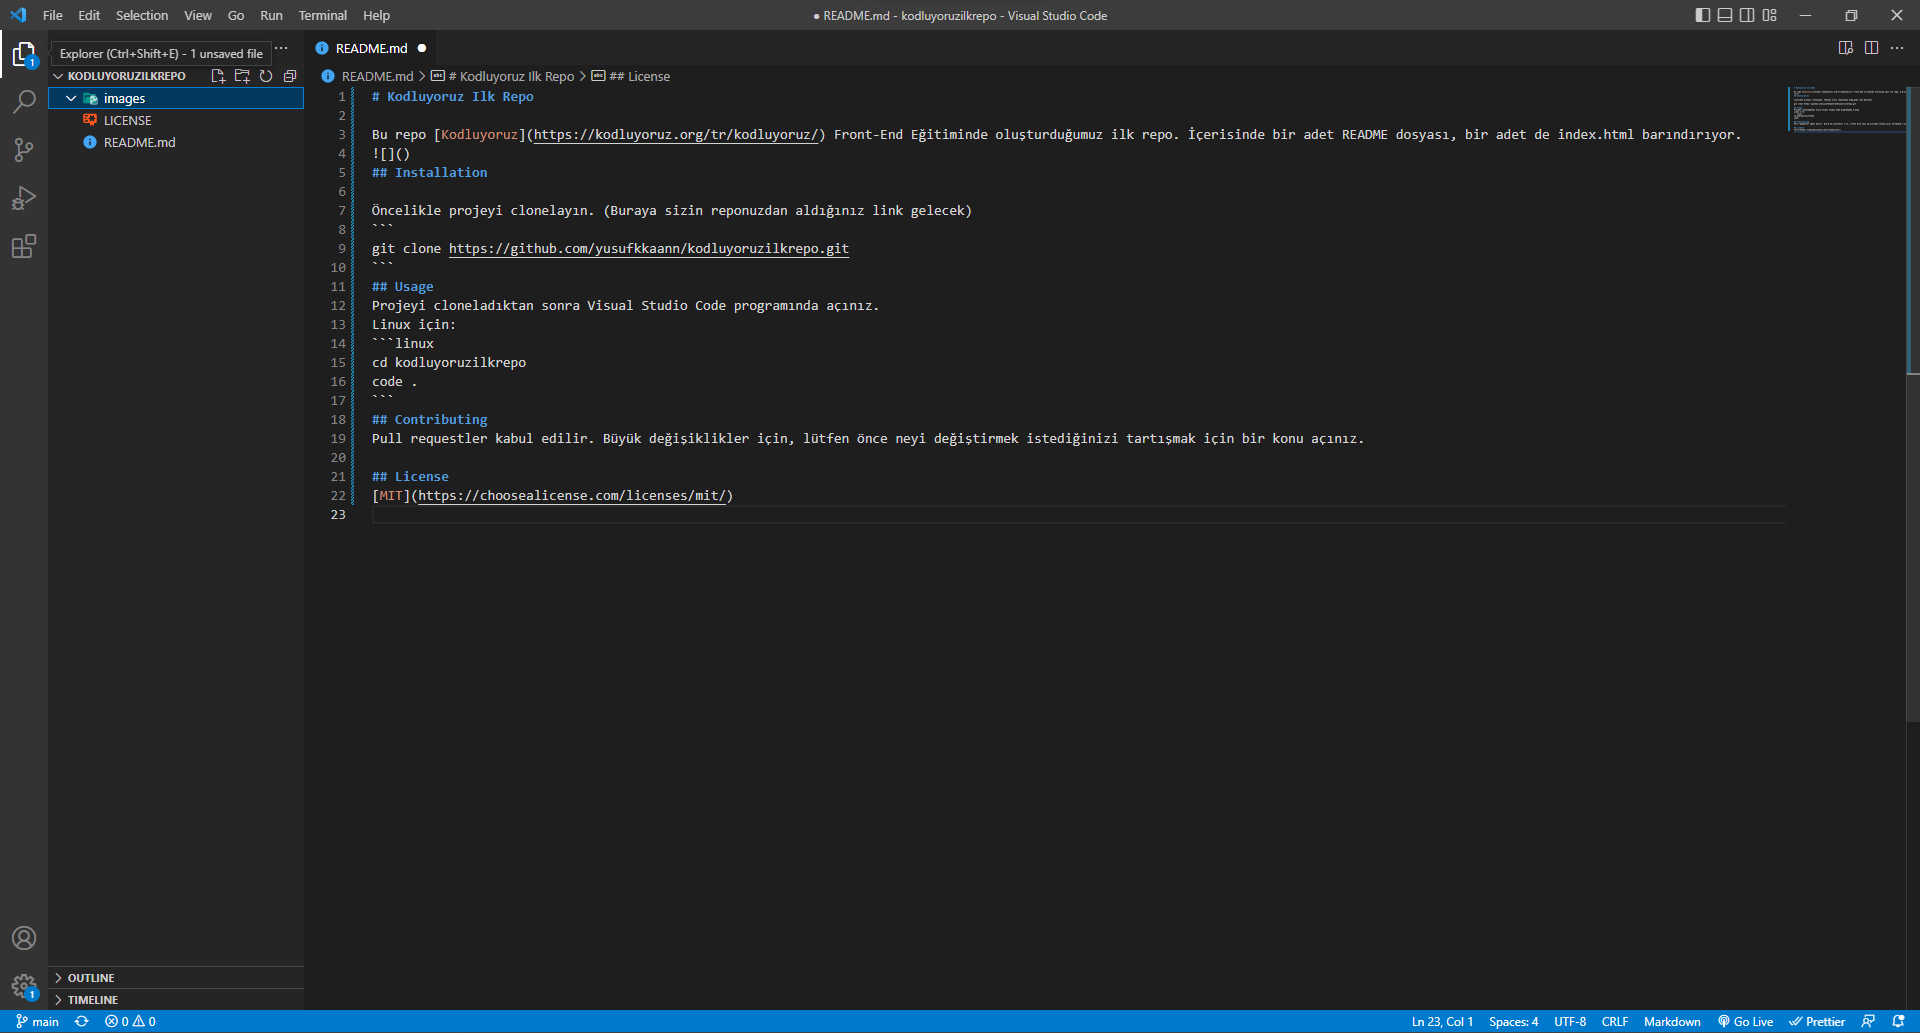 File Edit Selection View Go Run Terminal Help
● README.md - kodluyoruzilkrepo - Visual Studio Code
Explorer (Ctrl+Shift+E) - 1 unsaved file
1
KODLUYORUZILKREPO
images
LICENSE
README.md
OUTLINE
TIMELINE
1
README.md
README.md > # Kodluyoruz Ilk Repo > ## License
1 # Kodluyoruz Ilk Repo
2
3 Bu repo [Kodluyoruz](https://kodluyoruz.org/tr/kodluyoruz/) Front-End Eğitiminde oluşturduğumuz ilk repo. İçerisinde bir adet README dosyası, bir adet de index.html barındırıyor.
4 ![]()
5 ## Installation
6
7 Öncelikle projeyi clonelayın. (Buraya sizin reponuzdan aldığınız link gelecek)
8 ```
9 git clone https://github.com/yusufkkaann/kodluyoruzilkrepo.git
10 ```
11 ## Usage
12 Projeyi cloneladıktan sonra Visual Studio Code programında açınız.
13 Linux için:
14 ```linux
15 cd kodluyoruzilkrepo
16 code .
17 ```
18 ## Contributing
19 Pull requestler kabul edilir. Büyük değişiklikler için, lütfen önce neyi değiştirmek istediğinizi tartışmak için bir konu açınız.
20
21 ## License
22 [MIT](https://choosealicense.com/licenses/mit/)
23
main 0 0
Ln 23, Col 1 Spaces: 4 UTF-8 CRLF Markdown Go Live Prettier